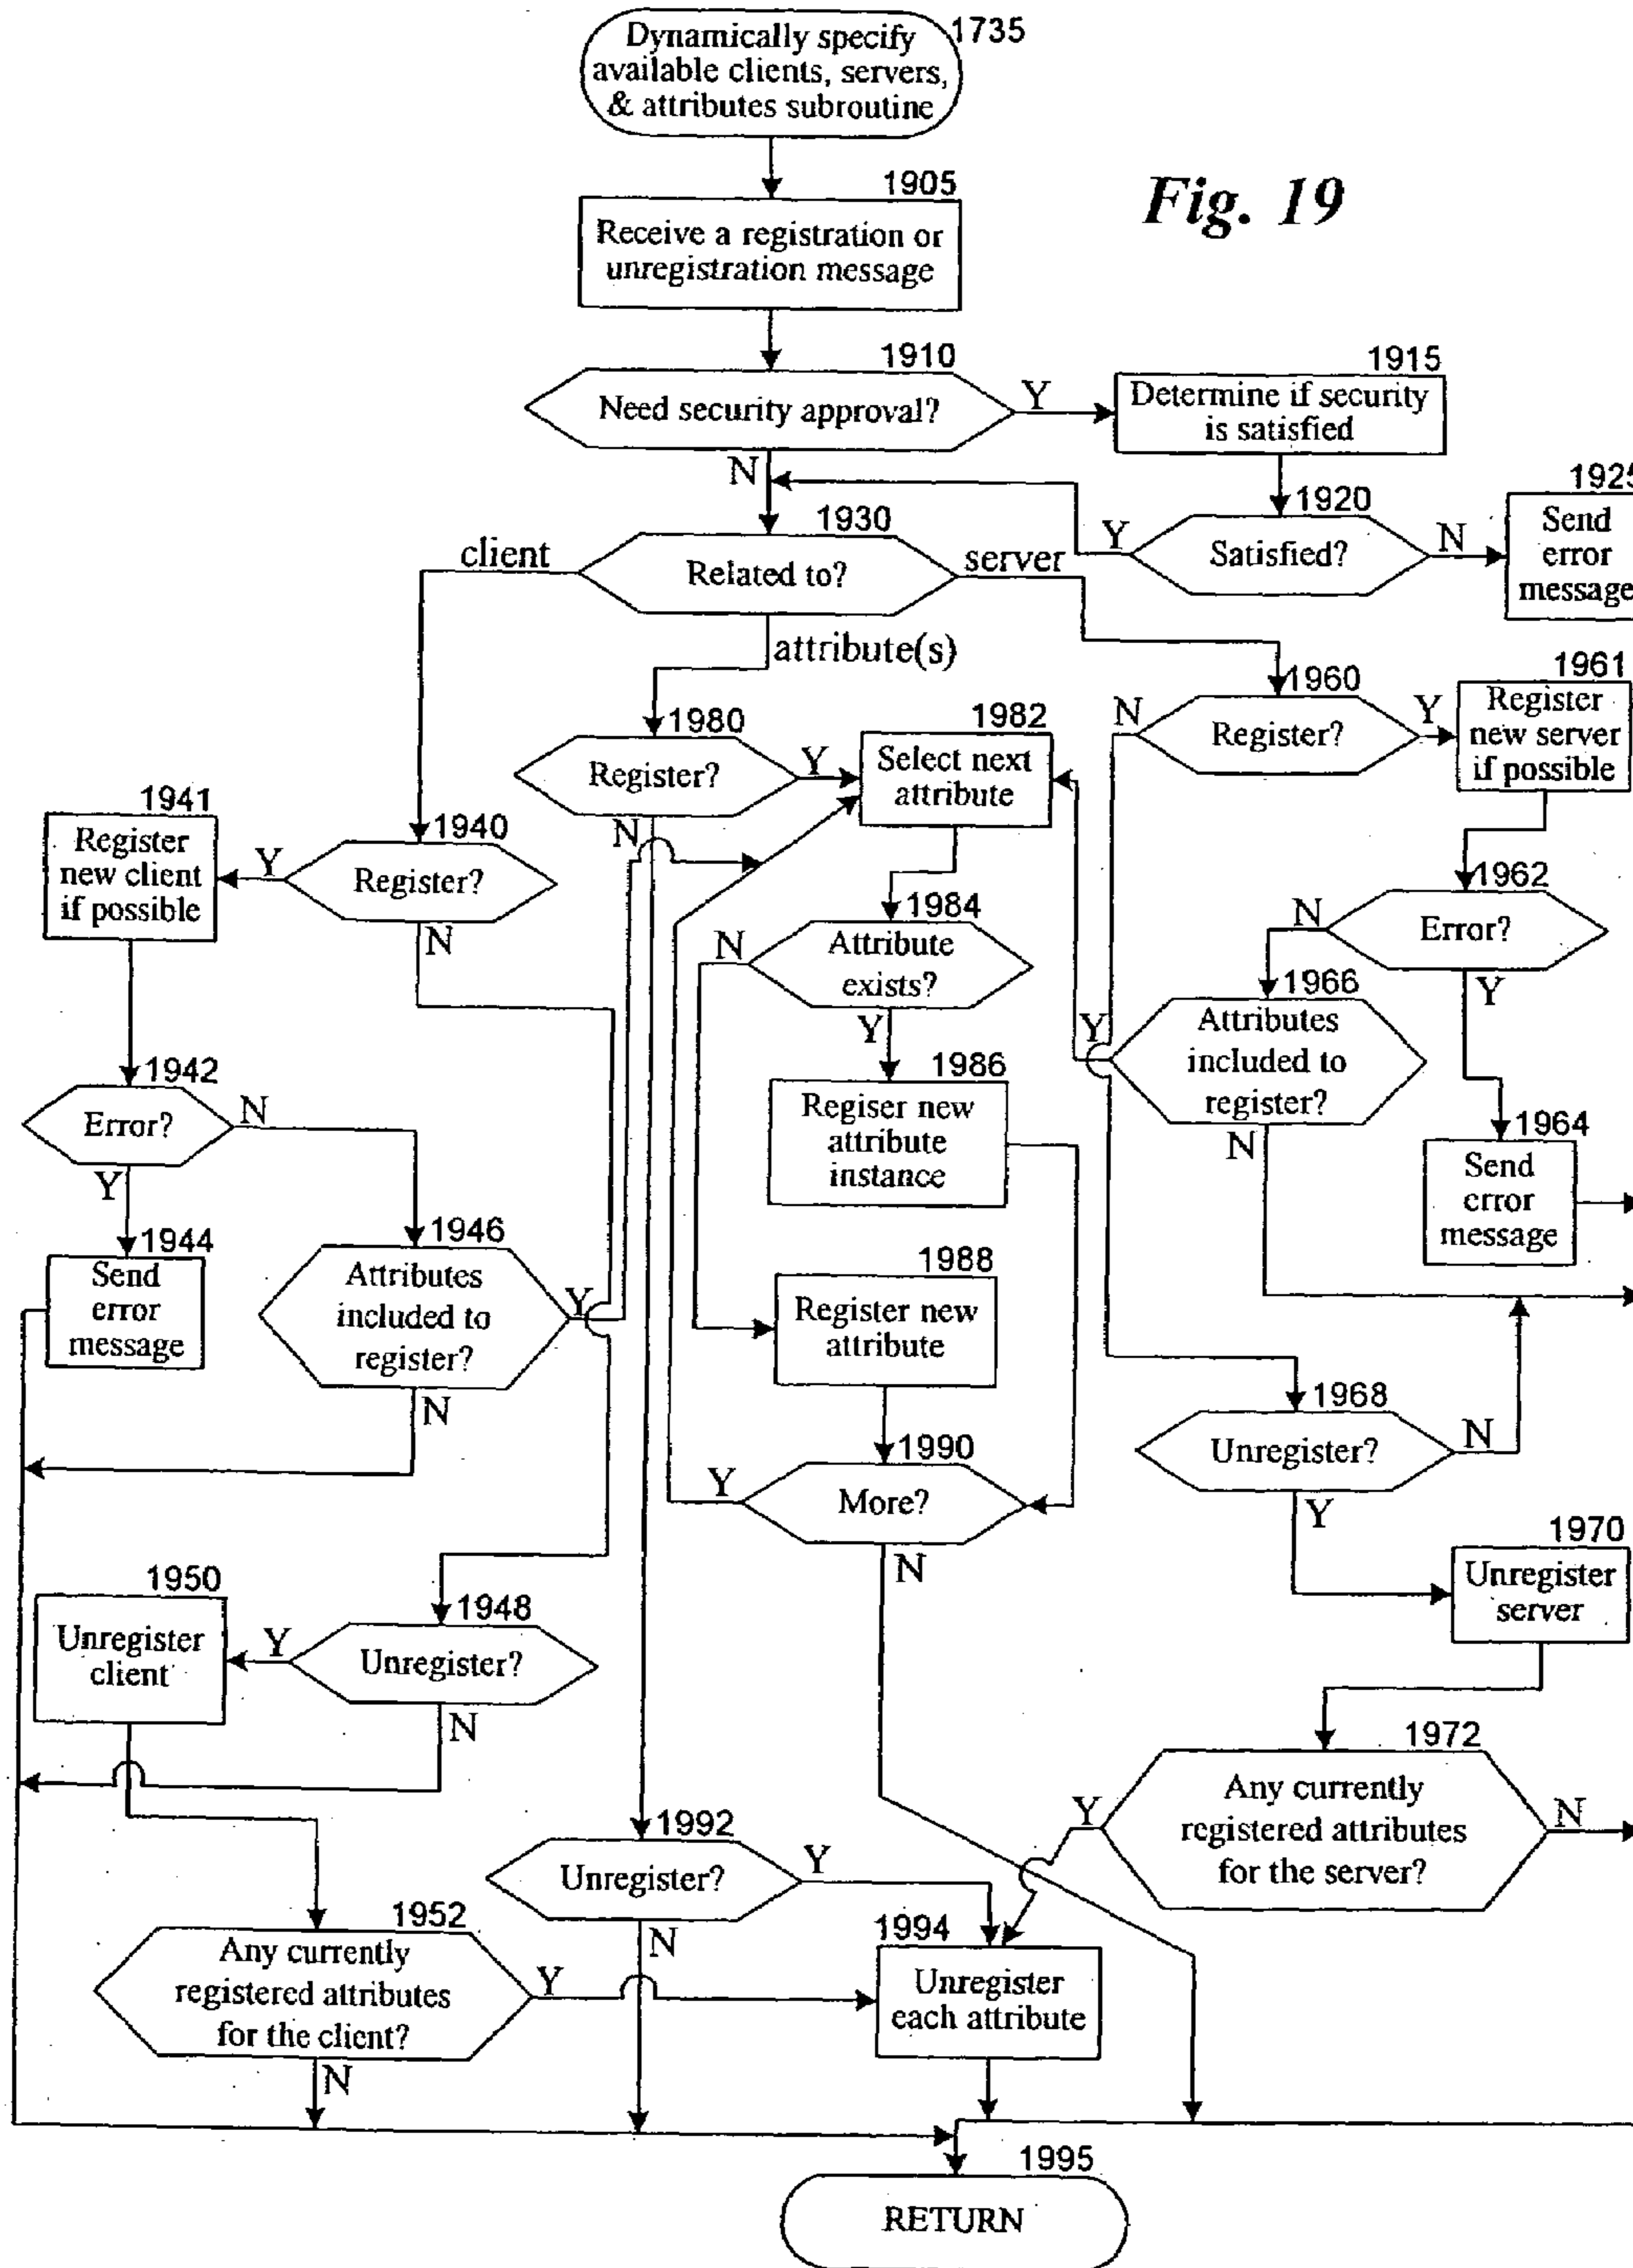 1735
Dynamically specify
available clients, servers,
& attributes subroutine
Fig. 19
1905
Receive a registration or
unregistration message
1910
Need security approval?
Y
N
1915
Determine if security
is satisfied
1920
Satisfied?
Y
N
1925
Send
error
message
1930
Related to?
client
server
attribute(s)
1960
Register?
N
Y
1961
Register
new server
if possible
1980
Register?
Y
N
1982
Select next
attribute
1941
Register
new client
if possible
1940
Register?
Y
N
1962
Error?
N
Y
1984
Attribute
exists?
N
Y
1966
Attributes
included to
register?
Y
N
1942
Error?
N
Y
1986
Regiser new
attribute
instance
1964
Send
error
message
1944
Send
error
message
1946
Attributes
included to
register?
Y
N
1988
Register new
attribute
1968
Unregister?
N
Y
1990
More?
Y
N
1970
Unregister
server
1950
Unregister
client
1948
Unregister?
Y
N
1972
Any currently
registered attributes
for the server?
Y
N
1992
Unregister?
Y
N
1952
Any currently
registered attributes
for the client?
Y
N
1994
Unregister
each attribute
1995
RETURN